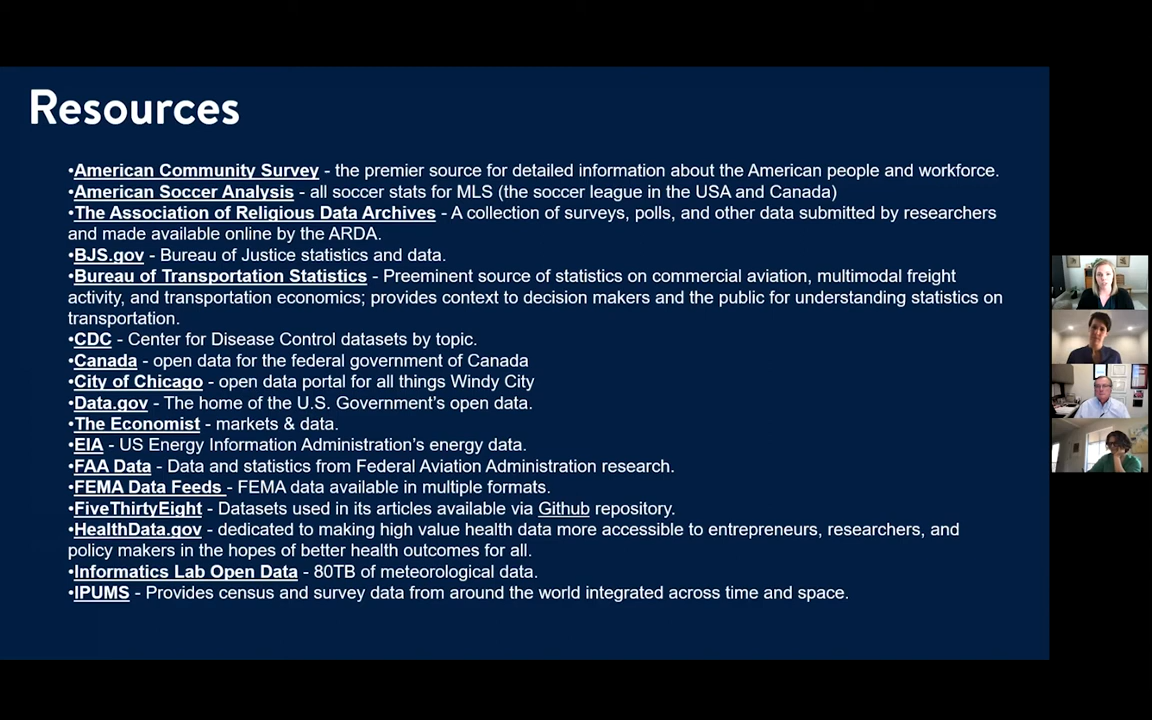 Resources
•American Community Survey - the premier source for detailed information about the American people and workforce.
•American Soccer Analysis - all soccer stats for MLS (the soccer league in the USA and Canada)
•The Association of Religious Data Archives - A collection of surveys, polls, and other data submitted by researchers
and made available online by the ARDA.
•BJS.gov - Bureau of Justice statistics and data.
•Bureau of Transportation Statistics - Preeminent source of statistics on commercial aviation, multimodal freight
activity, and transportation economics; provides context to decision makers and the public for understanding statistics on
transportation.
•CDC - Center for Disease Control datasets by topic.
•Canada - open data for the federal government of Canada
•City of Chicago - open data portal for all things Windy City
•Data.gov - The home of the U.S. Government's open data.
•The Economist - markets & data.
•EIA - US Energy Information Administration's energy data.
•FAA Data - Data and statistics from Federal Aviation Administration research.
•FEMA Data Feeds - FEMA data available in multiple formats.
•FiveThirtyEight - Datasets used in its articles available via Github repository.
•HealthData.gov - dedicated to making high value health data more accessible to entrepreneurs, researchers, and
policy makers in the hopes of better health outcomes for all.
•Informatics Lab Open Data - 80TB of meteorological data.
•IPUMS - Provides census and survey data from around the world integrated across time and space.